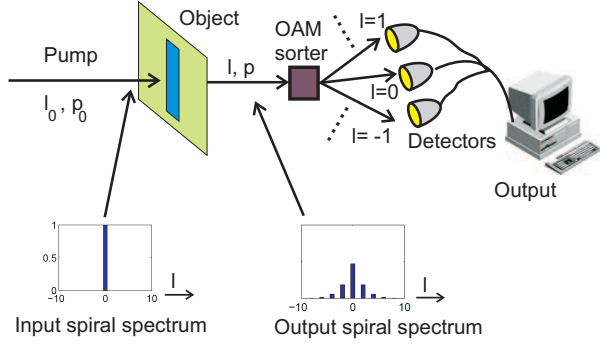 Object
OAM
sorter
l=1
Pump
l, p
l=0
l₀ , p₀
l= -1
Detectors
Output
1
0.5
0
−10 0 10
l
−10 0 10
l
Input spiral spectrum
Output spiral spectrum